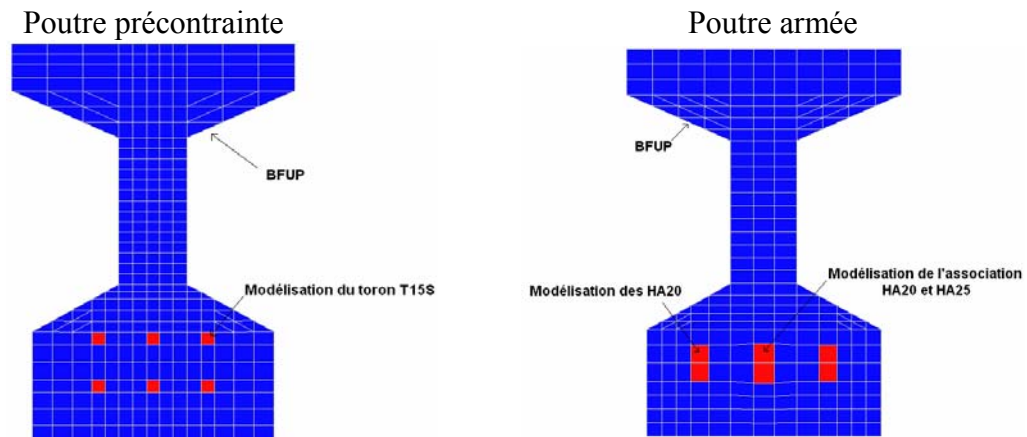 Poutre précontrainte
BFUP
Modélisation du toron T15S
Poutre armée
BFUP
Modélisation des HA20
Modélisation de l'association
HA20 et HA25